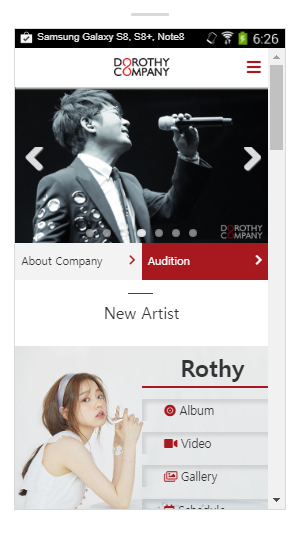 Samsung Galaxy S8, S8+, Note8 6:26
DOROTHY
COMPANY
DOROTHY
COMPANY
About Company
Audition
New Artist
Rothy
Album
Video
Gallery
Schedule